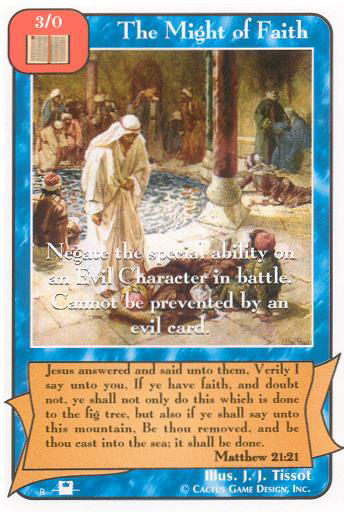 3/0
The Might of Faith
Negate the special ability on
an Evil Character in battle.
Cannot be prevented by an
evil card.
Jesus answered and said unto them, Verily I
say unto you, If ye have faith, and doubt
not, ye shall not only do this which is done
to the fig tree, but also if ye shall say unto
this mountain, Be thou removed, and be
thou cast into the sea; it shall be done.
Matthew 21:21
Illus. J. J. Tissot
R
© Cactus Game Design, Inc.